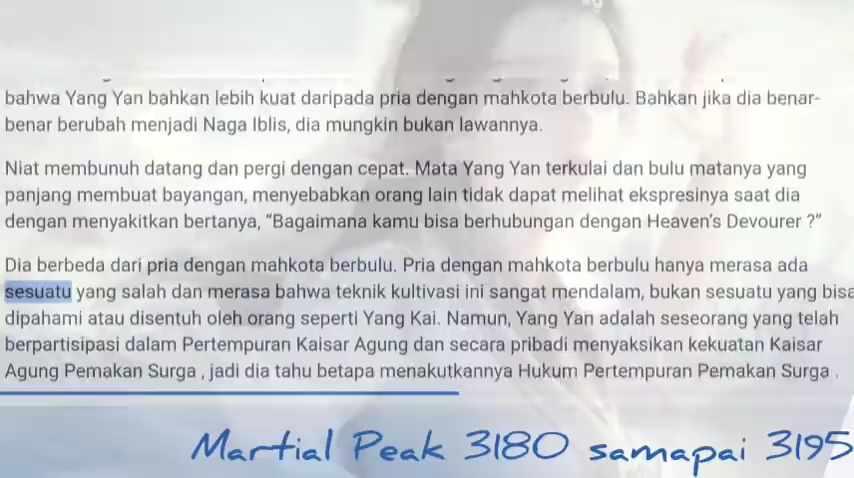 bahwa Yang Yan bahkan lebih kuat daripada pria dengan mahkota berbulu. Bahkan jika dia benar-
benar berubah menjadi Naga Iblis, dia mungkin bukan lawannya.
Niat membunuh datang dan pergi dengan cepat. Mata Yang Yan terkulai dan bulu matanya yang
panjang membuat bayangan, menyebabkan orang lain tidak dapat melihat ekspresinya saat dia
dengan menyakitkan bertanya, “Bagaimana kamu bisa berhubungan dengan Heaven’s Devourer ?”
Dia berbeda dari pria dengan mahkota berbulu. Pria dengan mahkota berbulu hanya merasa ada
sesuatu yang salah dan merasa bahwa teknik kultivasi ini sangat mendalam, bukan sesuatu yang bisa
dipahami atau disentuh oleh orang seperti Yang Kai. Namun, Yang Yan adalah seseorang yang telah
berpartisipasi dalam Pertempuran Kaisar Agung dan secara pribadi menyaksikan kekuatan Kaisar
Agung Pemakan Surga , jadi dia tahu betapa menakutkannya Hukum Pertempuran Pemakan Surga .
Martial Peak 3180 samapai 3195